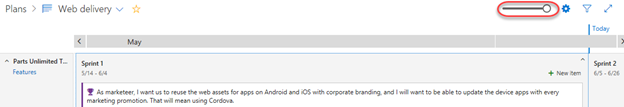 Plans > Web delivery
Today
May
Parts Unlimited T...
Features
Sprint 1
5/14 - 6/4
+ New Item
Sprint 2
6/5 - 6/26
As marketeer, I want us to reuse the web assets for apps on Android and iOS with corporate branding, and I will want to be able to update the device apps with every
marketing promotion. That will mean using Cordova.